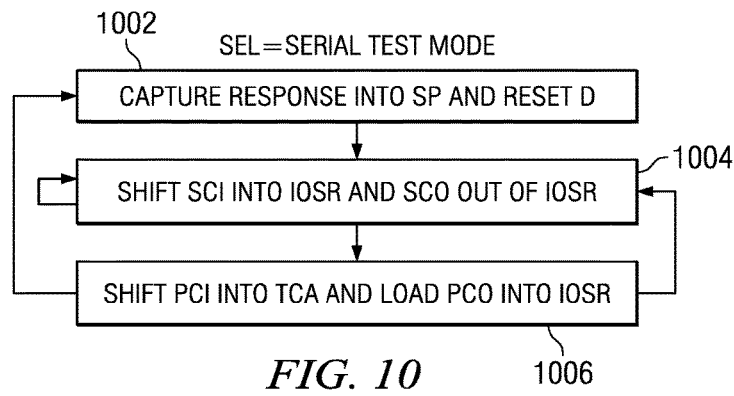 1002
SEL=SERIAL TEST MODE
CAPTURE RESPONSE INTO SP AND RESET D
1004
SHIFT SCI INTO IOSR AND SCO OUT OF IOSR
SHIFT PCI INTO TCA AND LOAD PCO INTO IOSR
FIG. 10
1006